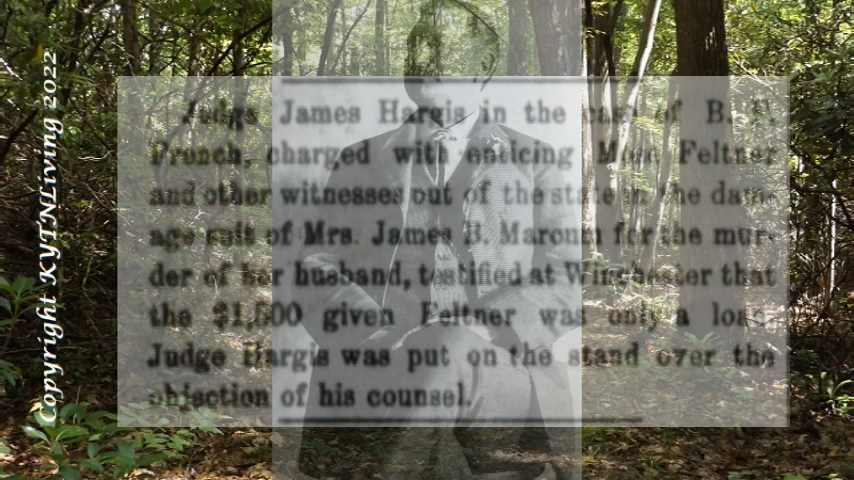 Judge James Hargis in the case of B. F.
French, charged with enticing Mose Feltner
and other witnesses out of the state in the dam-
age suit of Mrs. James B. Marcum for the mur-
der of her husband, testified at Winchester that
the $1,500 given Feltner was only a loan.
Judge Hargis was put on the stand over the
objection of his counsel.
Copyright KYTNLiving 2022